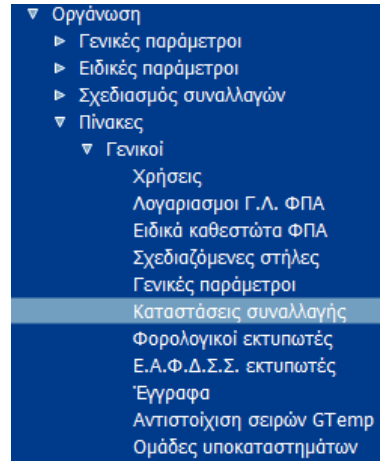 Οργάνωση
Γενικές παράμετροι
Ειδικές παράμετροι
Σχεδιασμός συναλλαγών
Πίνακες
Γενικοί
Χρήσεις
Λογαριασμοι Γ.Λ. ΦΠΑ
Ειδικά καθεστώτα ΦΠΑ
Σχεδιαζόμενες στήλες
Γενικές παράμετροι
Καταστάσεις συναλλαγής
Φορολογικοί εκτυπωτές
Ε.Α.Φ.Δ.Σ.Σ. εκτυπωτές
Έγγραφα
Αντιστοίχιση σειρών GTemp
Ομάδες υποκαταστημάτων